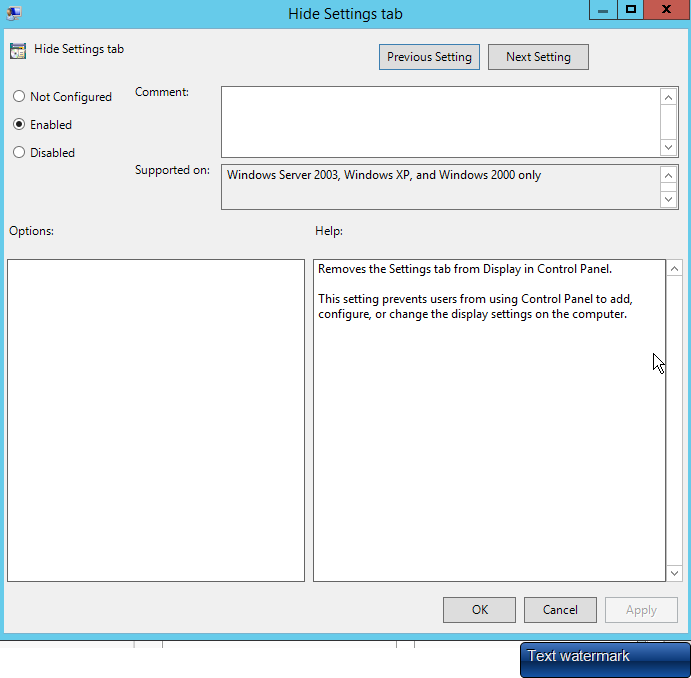 Hide Settings tab
Hide Settings tab
Previous Setting
Next Setting
Not Configured
Enabled
Disabled
Comment:
Supported on:
Windows Server 2003, Windows XP, and Windows 2000 only
Options:
Help:
Removes the Settings tab from Display in Control Panel.
This setting prevents users from using Control Panel to add,
configure, or change the display settings on the computer.
OK
Cancel
Apply
Text watermark